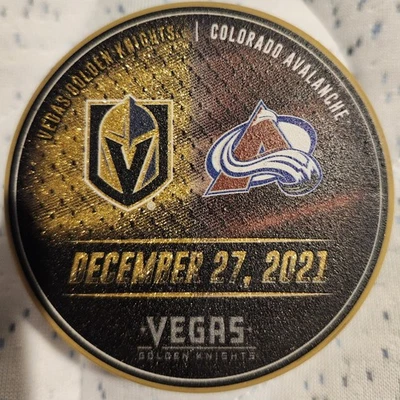 VEGAS GOLDEN KNIGHTS | COLORADO AVALANCHE
DECEMBER 27, 2021
VEGAS
GOLDEN KNIGHTS